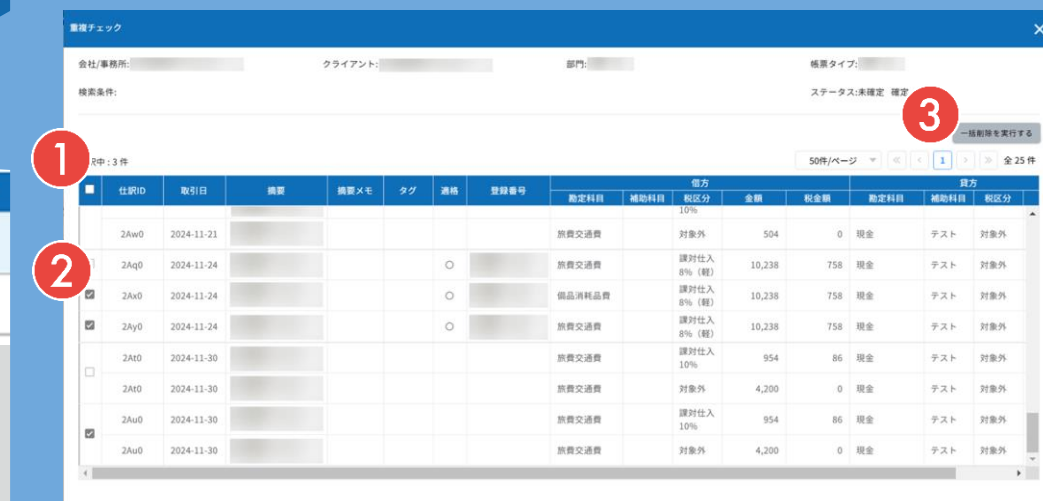 重複チェック
会社/事務所: クライアント: 部門: 帳票タイプ:
検索条件: ステータス:未確定 確定
3
一括削除を実行する
1
択中 : 3 件 50件/ページ 1 全 25 件
仕訳ID 取引日 摘要 摘要メモ タグ 適格 登録番号 借方 貸方
勘定科目 補助科目 税区分 金額 税金額 勘定科目 補助科目 税区分
10%
2Aw0 2024-11-21 旅費交通費 対象外 504 0 現金 テスト 対象外
2
2Aq0 2024-11-24 ○ 旅費交通費 課対仕入 8% (軽) 10,238 758 現金 テスト 対象外
2Ax0 2024-11-24 ○ 備品消耗品費 課対仕入 8% (軽) 10,238 758 現金 テスト 対象外
2Ay0 2024-11-24 ○ 旅費交通費 課対仕入 8% (軽) 10,238 758 現金 テスト 対象外
2At0 2024-11-30 旅費交通費 課対仕入 10% 954 86 現金 テスト 対象外
2At0 2024-11-30 旅費交通費 対象外 4,200 0 現金 テスト 対象外
2Au0 2024-11-30 旅費交通費 課対仕入 10% 954 86 現金 テスト 対象外
2Au0 2024-11-30 旅費交通費 対象外 4,200 0 現金 テスト 対象外